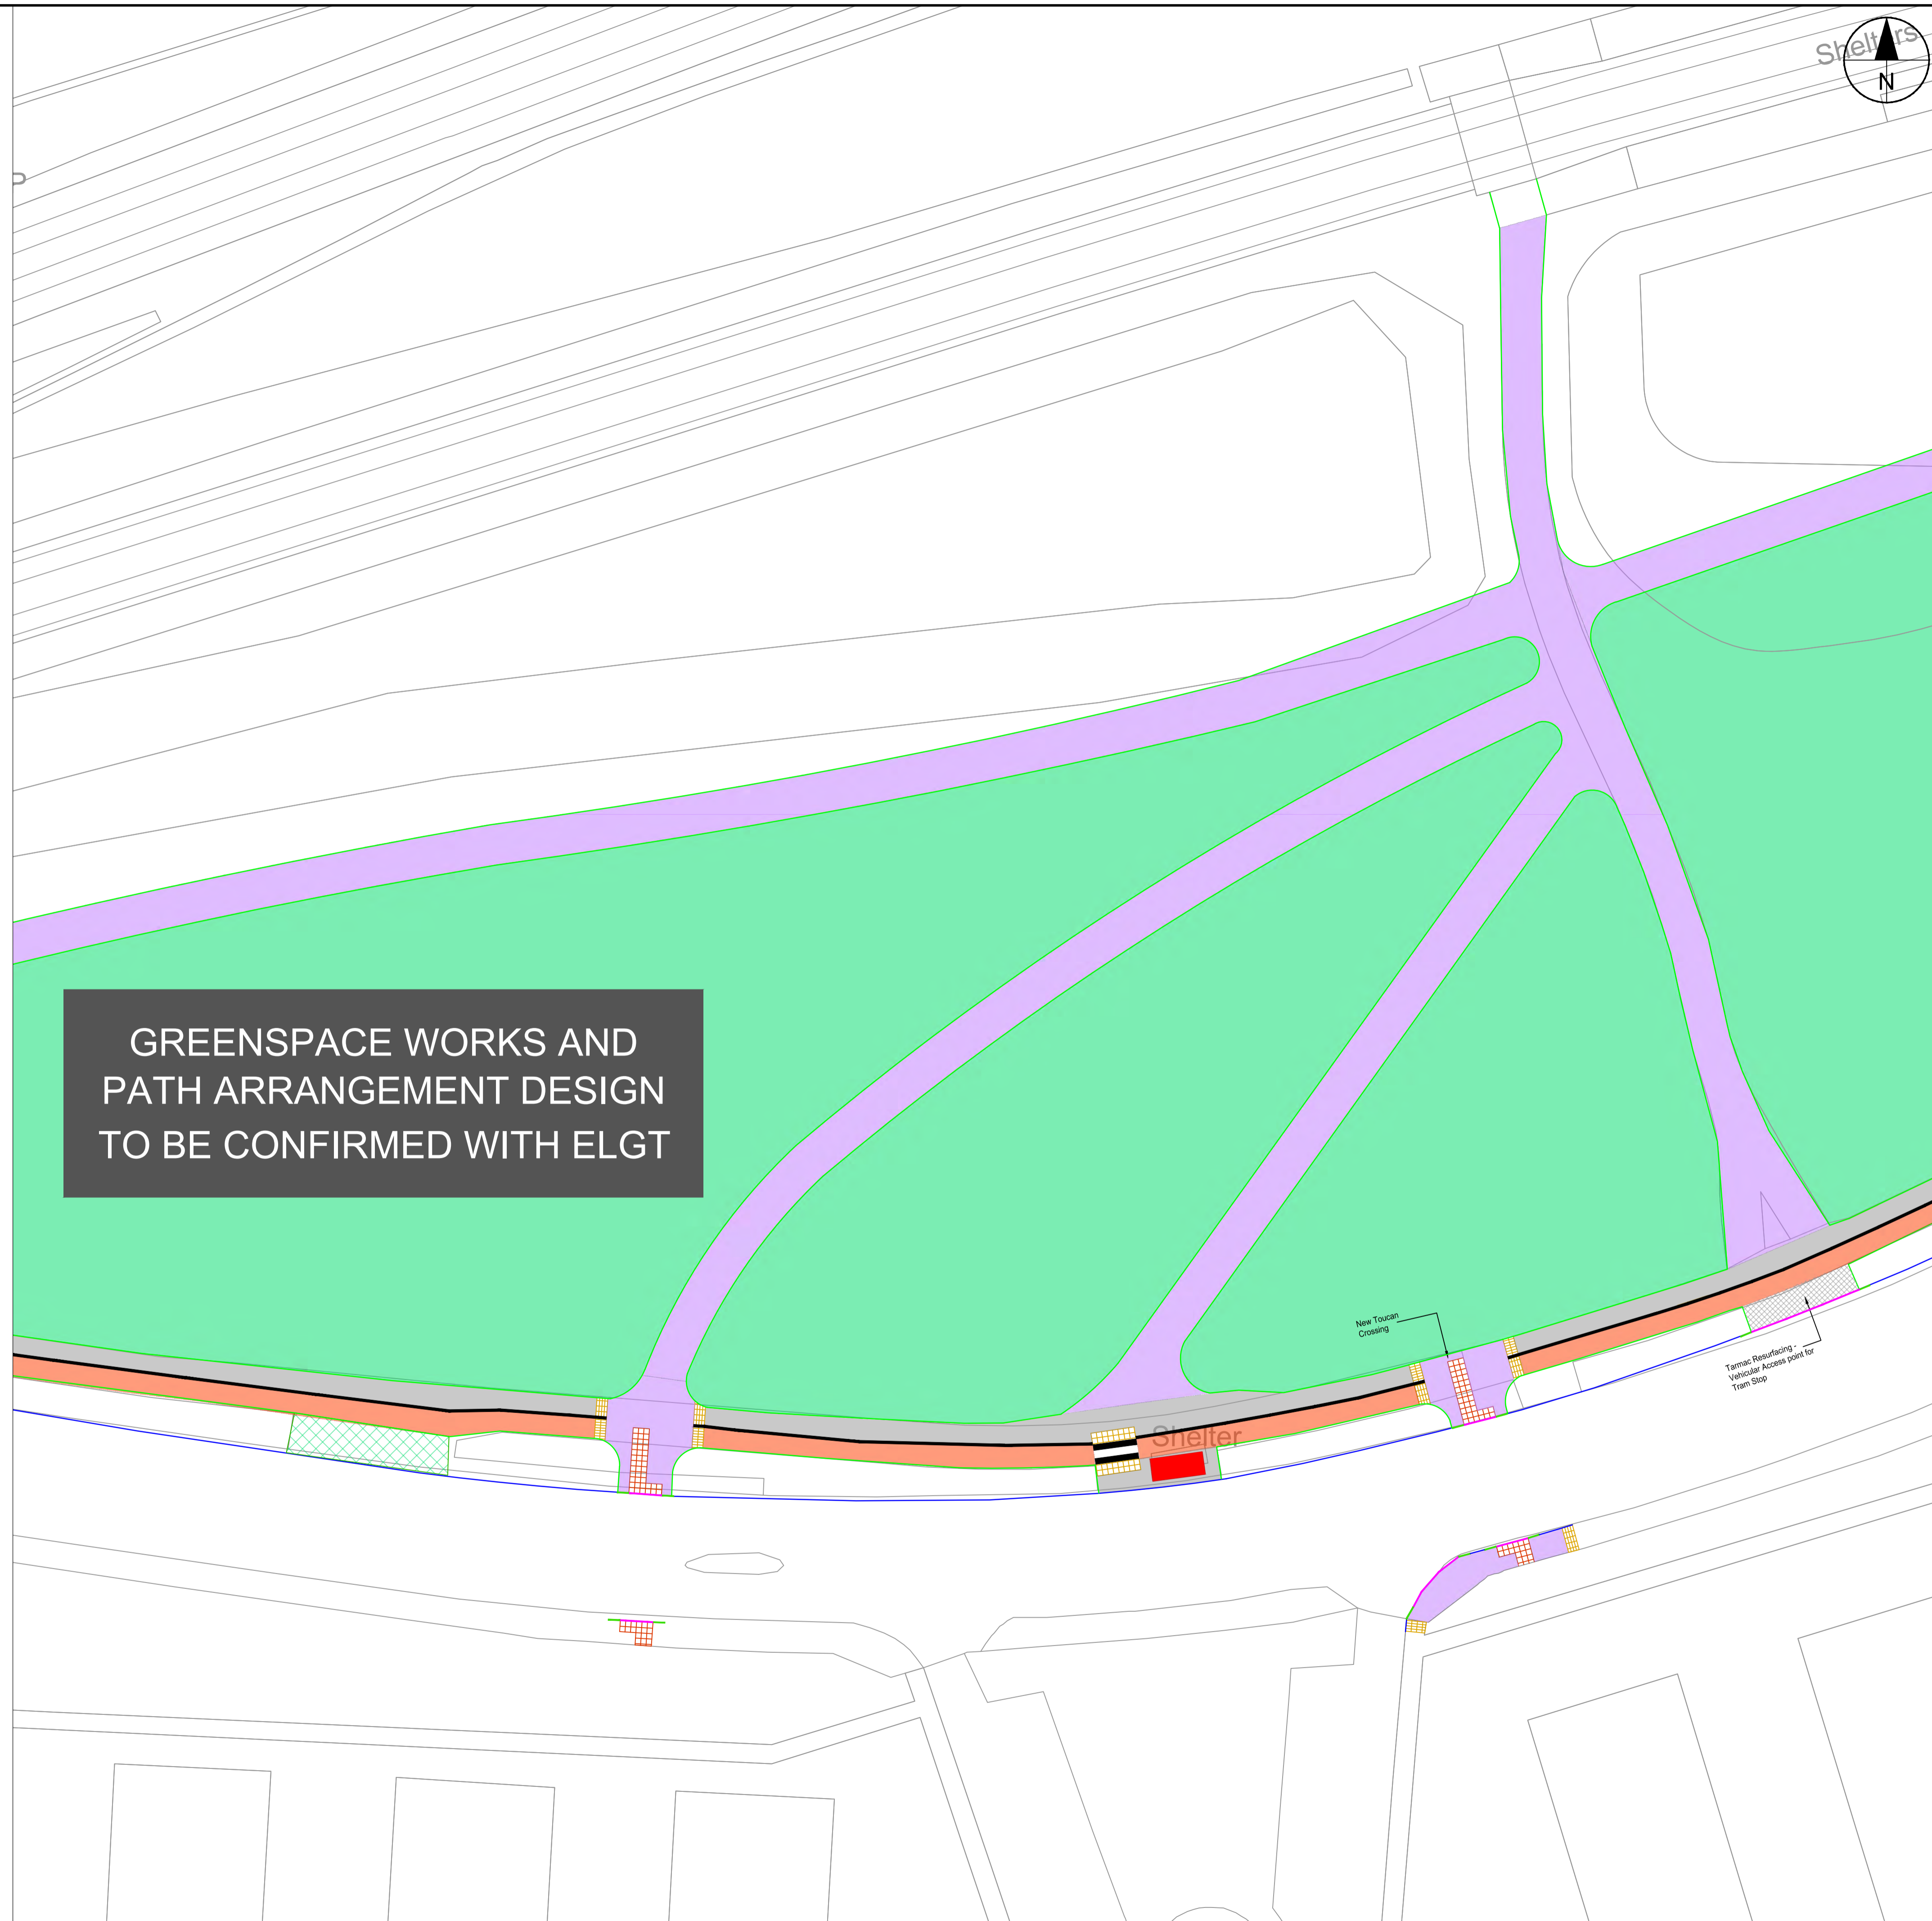 Shelters
N
P
GREENSPACE WORKS AND
PATH ARRANGEMENT DESIGN
TO BE CONFIRMED WITH ELGT
New Toucan
Crossing
Tarmac Resurfacing -
Vehicular Access point for
Tram Stop
Shelter